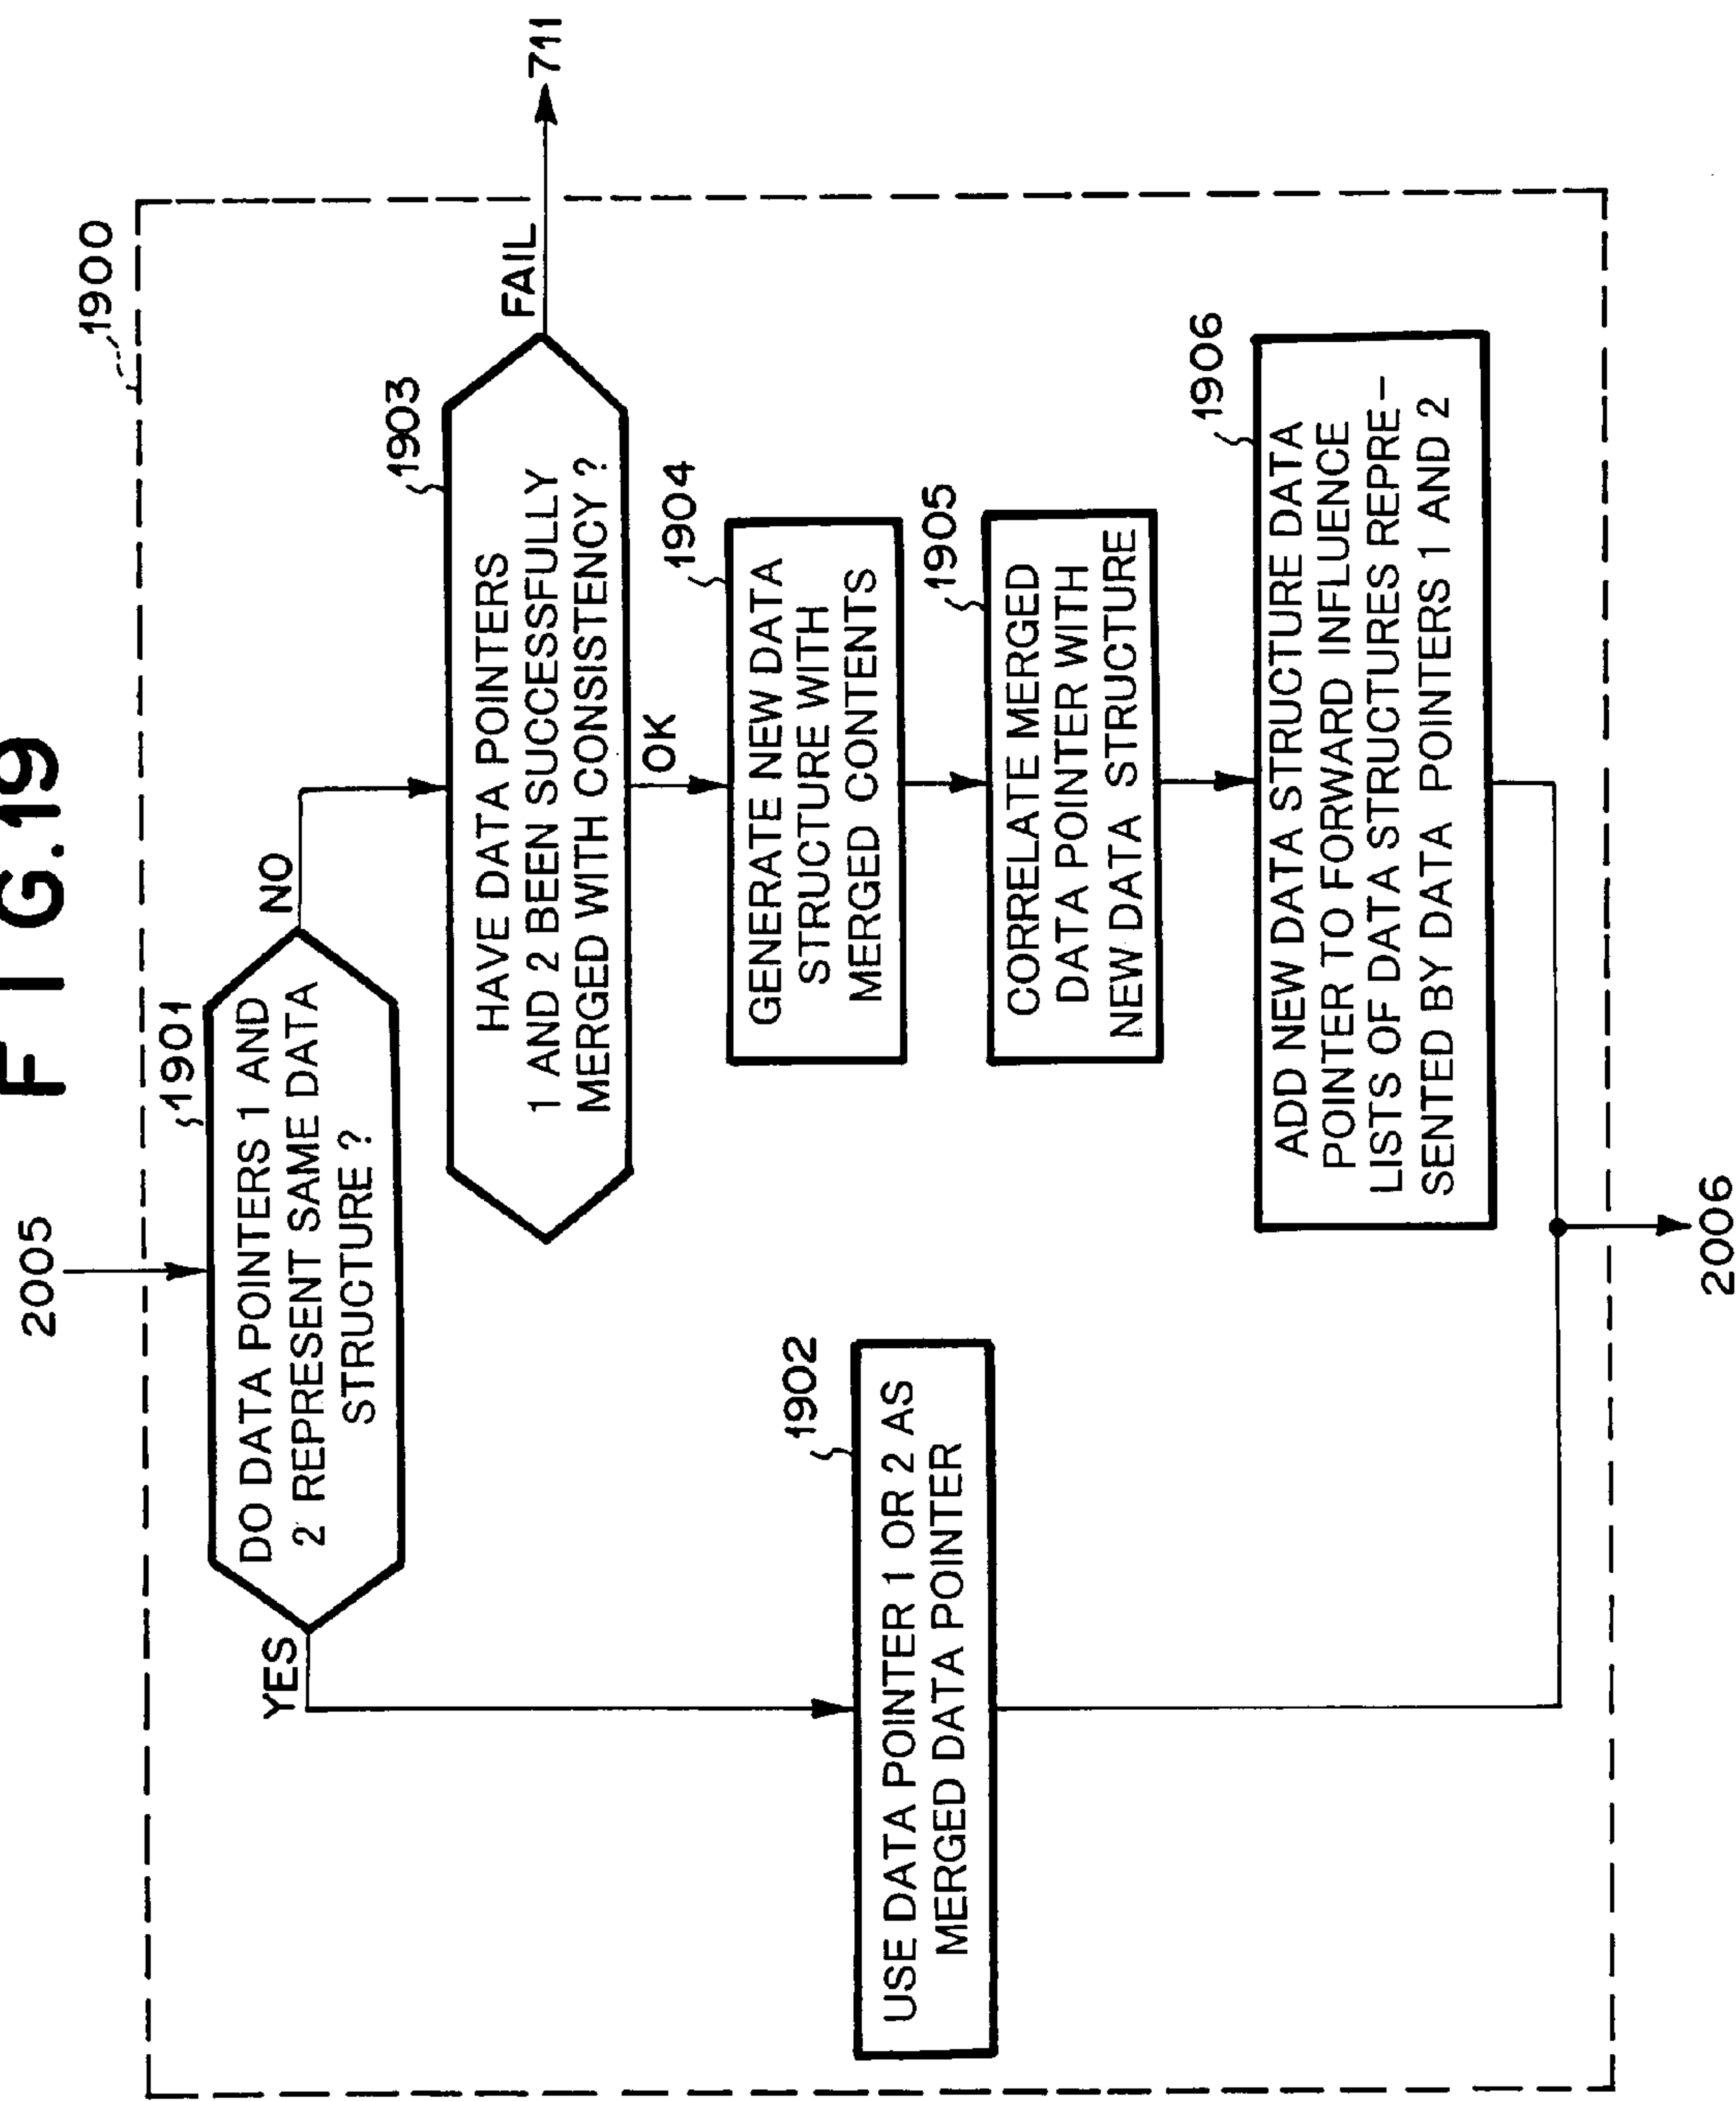 FIG.19
2005
1900
1901
DO DATA POINTERS 1 AND
2 REPRESENT SAME DATA
STRUCTURE ?
YES
NO
1902
USE DATA POINTER 1 OR 2 AS
MERGED DATA POINTER
1903
HAVE DATA POINTERS
1 AND 2 BEEN SUCCESSFULLY
MERGED WITH CONSISTENCY ?
FAIL
711
OK
1904
GENERATE NEW DATA
STRUCTURE WITH
MERGED CONTENTS
1905
CORRELATE MERGED
DATA POINTER WITH
NEW DATA STRUCTURE
1906
ADD NEW DATA STRUCTURE DATA
POINTER TO FORWARD INFLUENCE
LISTS OF DATA STRUCTURES REPRE-
SENTED BY DATA POINTERS 1 AND 2
2006